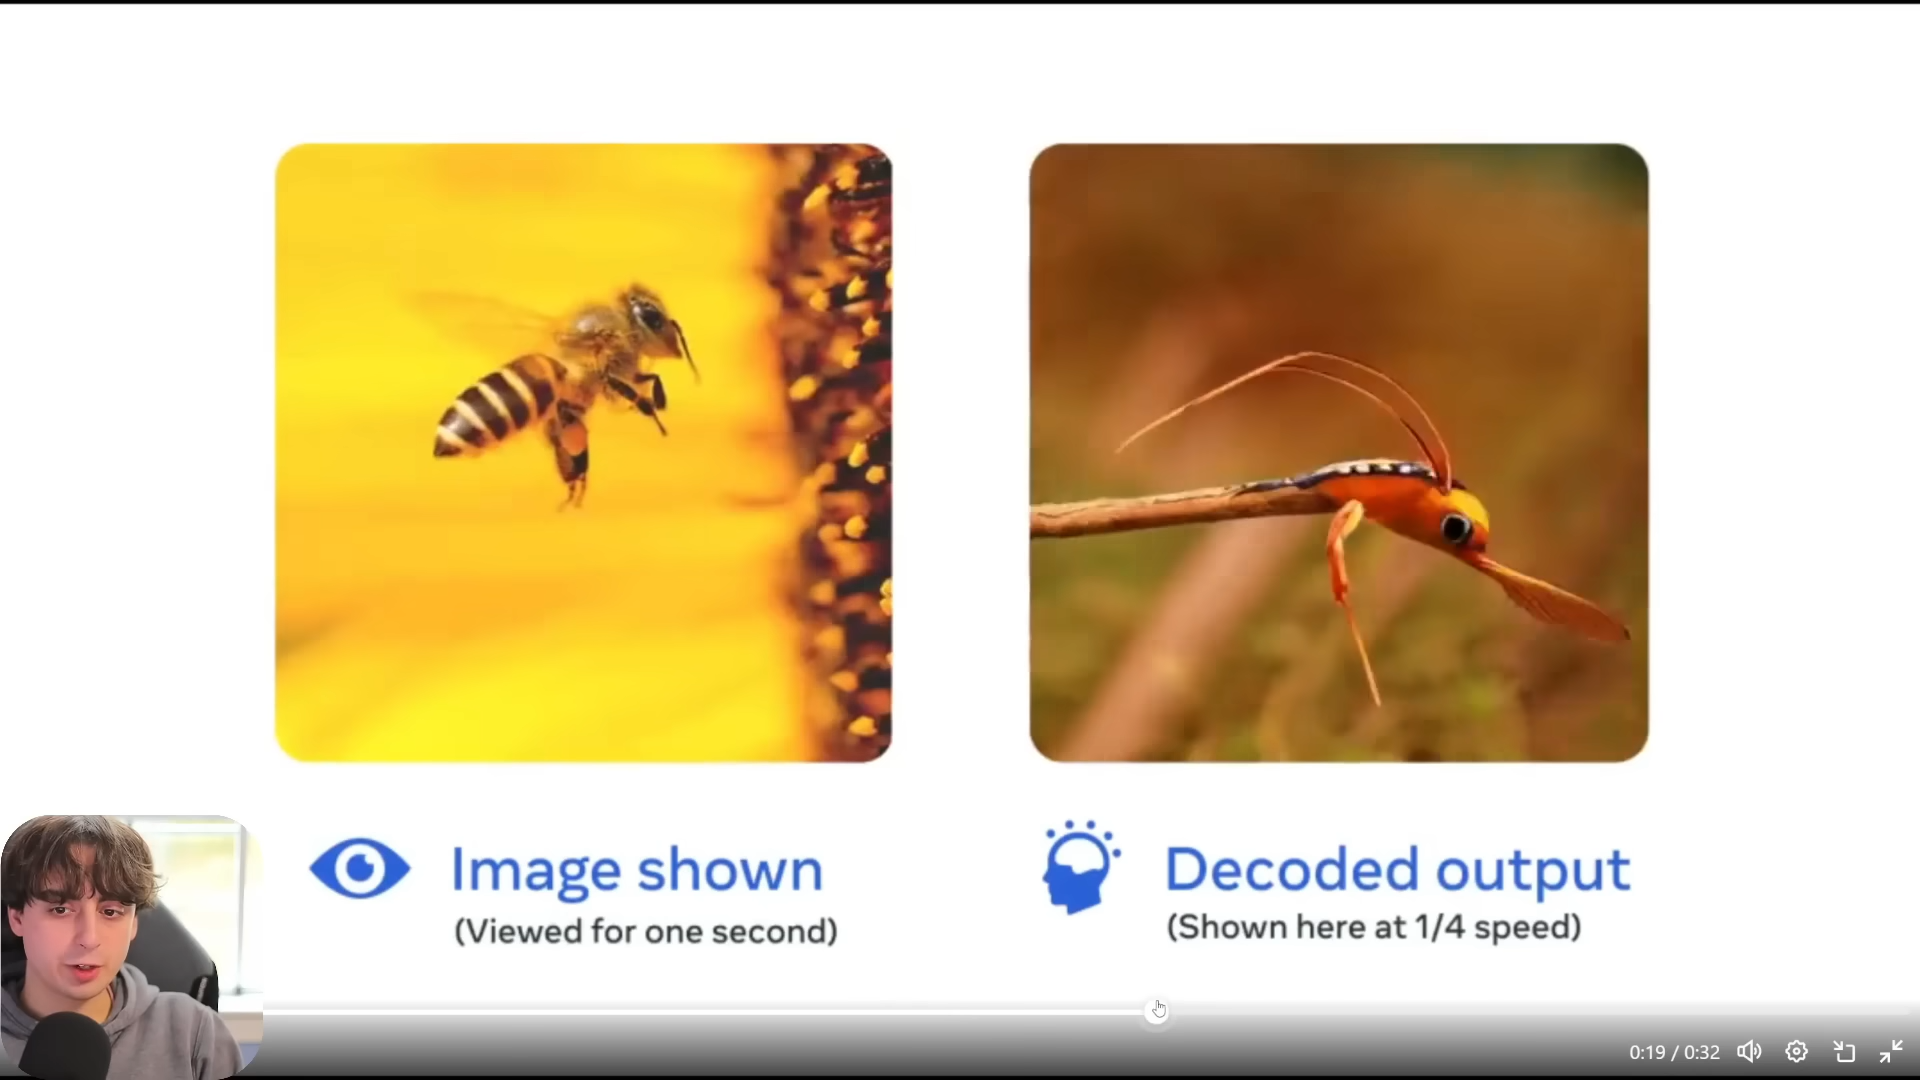 Image shown
(Viewed for one second)
Decoded output
(Shown here at 1/4 speed)
0:19 / 0:32